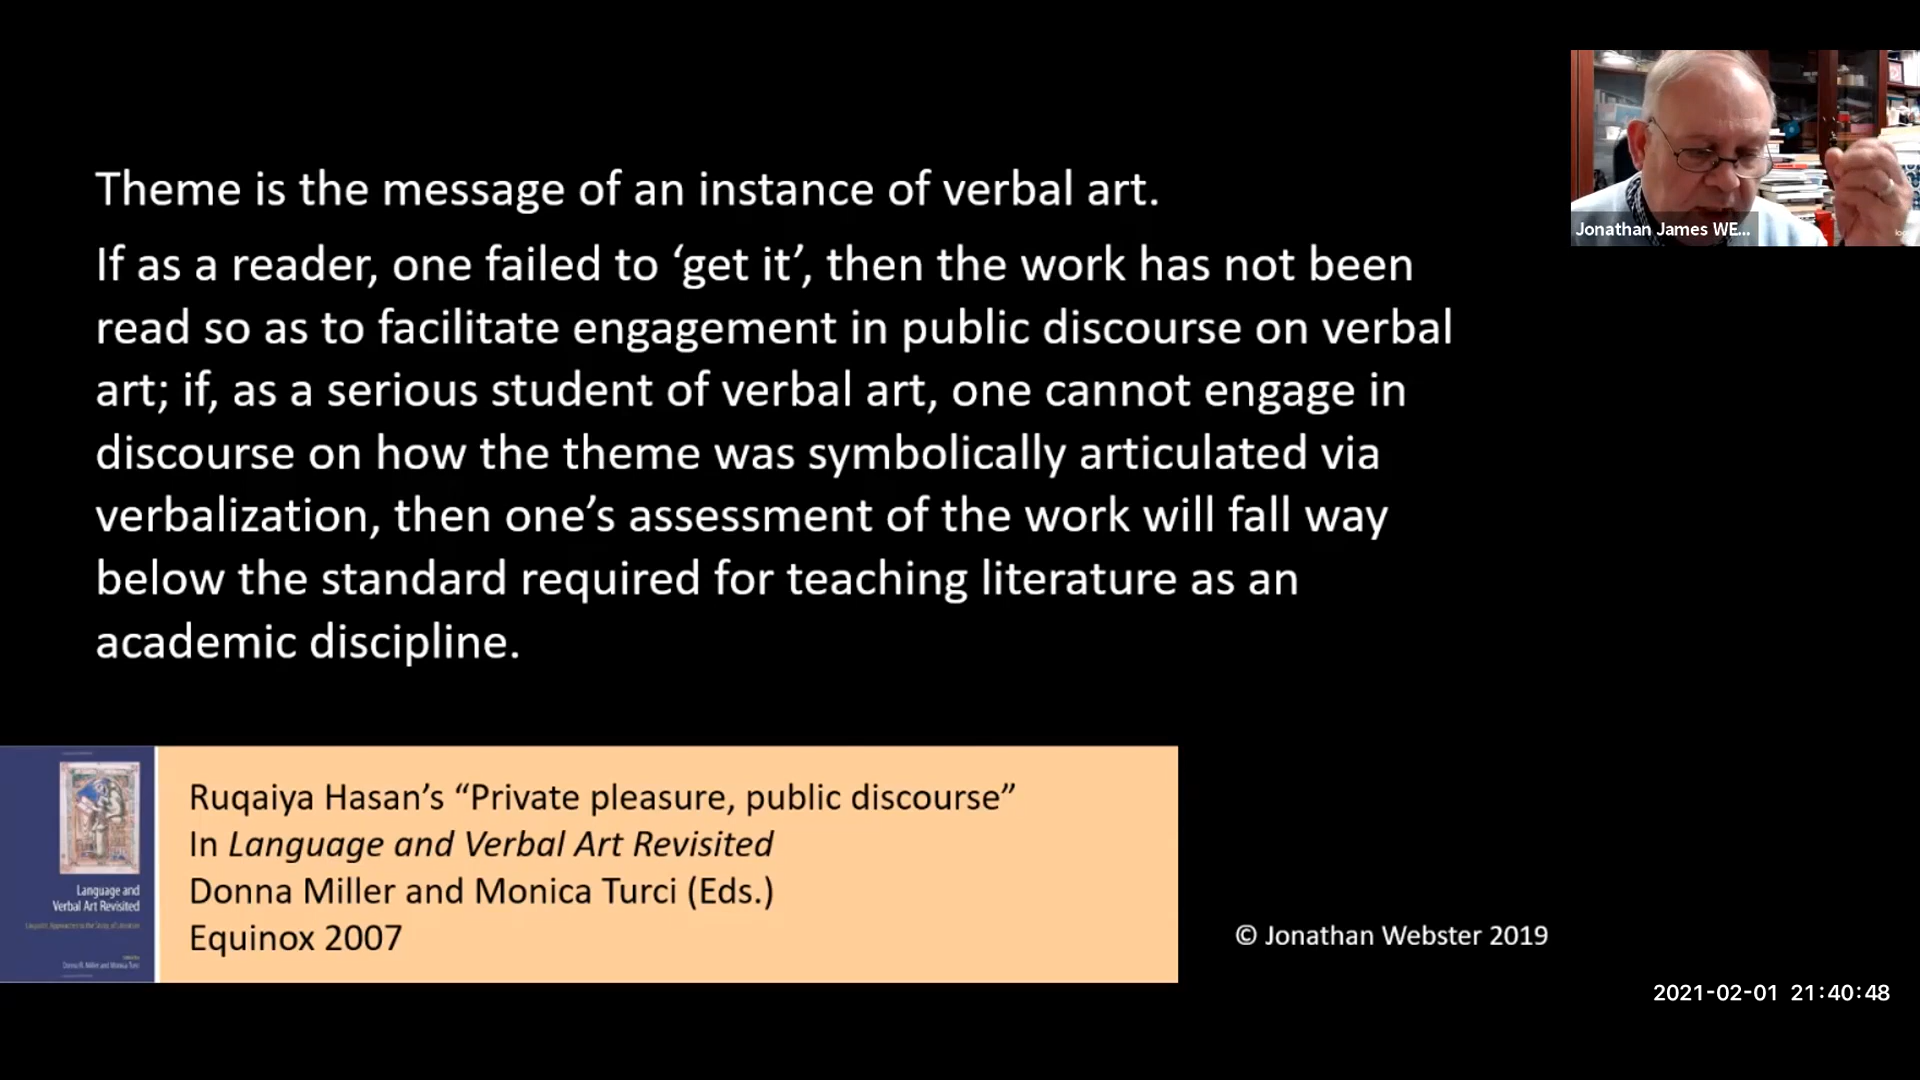 Theme is the message of an instance of verbal art.
If as a reader, one failed to ‘get it’, then the work has not been
read so as to facilitate engagement in public discourse on verbal
art; if, as a serious student of verbal art, one cannot engage in
discourse on how the theme was symbolically articulated via
verbalization, then one’s assessment of the work will fall way
below the standard required for teaching literature as an
academic discipline.
Jonathan James WE...
Language and
Verbal Art Revisited
Ruqaiya Hasan’s “Private pleasure, public discourse”
In Language and Verbal Art Revisited
Donna Miller and Monica Turci (Eds.)
Equinox 2007
© Jonathan Webster 2019
2021-02-01 21:40:48